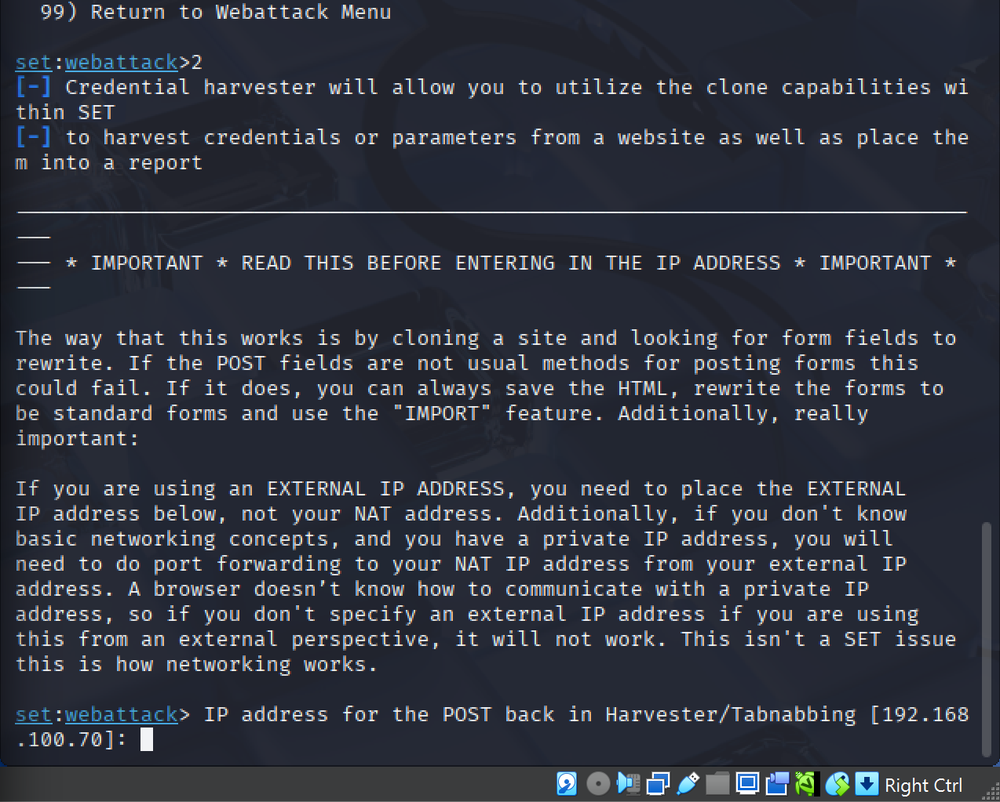 99) Return to Webattack Menu
set:webattack>2
[-] Credential harvester will allow you to utilize the clone capabilities wi
thin SET
[-] to harvest credentials or parameters from a website as well as place the
m into a report
--- * IMPORTANT * READ THIS BEFORE ENTERING IN THE IP ADDRESS * IMPORTANT *
---
The way that this works is by cloning a site and looking for form fields to
rewrite. If the POST fields are not usual methods for posting forms this
could fail. If it does, you can always save the HTML, rewrite the forms to
be standard forms and use the "IMPORT" feature. Additionally, really
important:
If you are using an EXTERNAL IP ADDRESS, you need to place the EXTERNAL
IP address below, not your NAT address. Additionally, if you don't know
basic networking concepts, and you have a private IP address, you will
need to do port forwarding to your NAT IP address from your external IP
address. A browser doesn’t know how to communicate with a private IP
address, so if you don't specify an external IP address if you are using
this from an external perspective, it will not work. This isn't a SET issue
this is how networking works.
set:webattack> IP address for the POST back in Harvester/Tabnabbing [192.168
.100.70]:
Right Ctrl